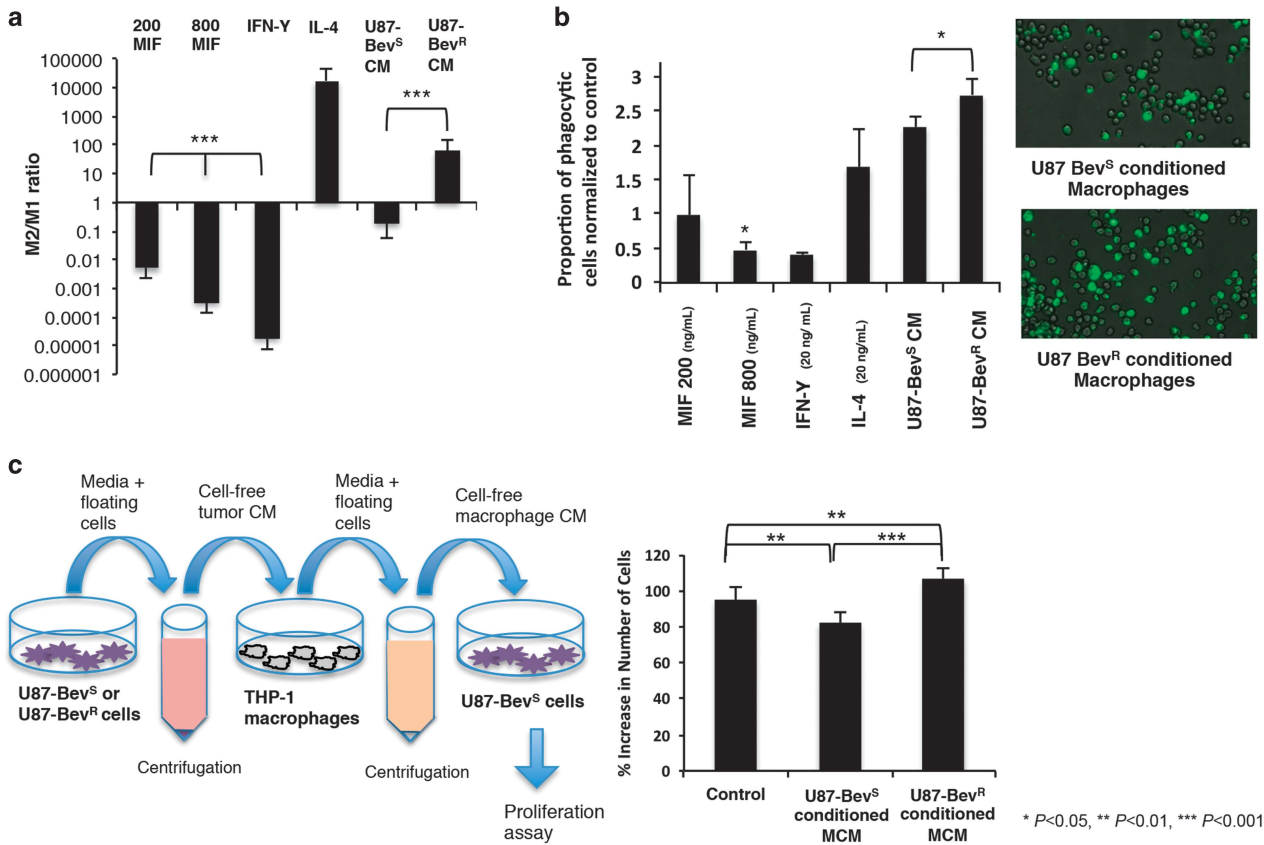 a
200 MIF
800 MIF
IFN-Y
IL-4
U87-Bevˢ CM
U87-Bevᴿ CM
M2/M1 ratio
100000
10000
1000
100
10
1
0.1
0.01
0.001
0.0001
0.00001
0.000001
***
***
b
Proportion of phagocytic
cells normalized to control
3
2.5
2
1.5
1
0.5
0
*
*
MIF 200 (ng/mL)
MIF 800 (ng/mL)
IFN-Y (20 ng/ mL)
IL-4 (20 ng/mL)
U87-Bevˢ CM
U87-Bevᴿ CM
U87 Bevˢ conditioned
Macrophages
U87 Bevᴿ conditioned
Macrophages
c
Media +
floating
cells
Cell-free
tumor CM
Media +
floating
cells
Cell-free
macrophage CM
U87-Bevˢ or
U87-Bevᴿ cells
Centrifugation
THP-1
macrophages
Centrifugation
U87-Bevˢ cells
Proliferation
assay
% Increase in Number of Cells
120
100
80
60
40
20
0
**
**
***
Control
U87-Bevˢ
conditioned
MCM
U87-Bevᴿ
conditioned
MCM
* P<0.05, ** P<0.01, *** P<0.001